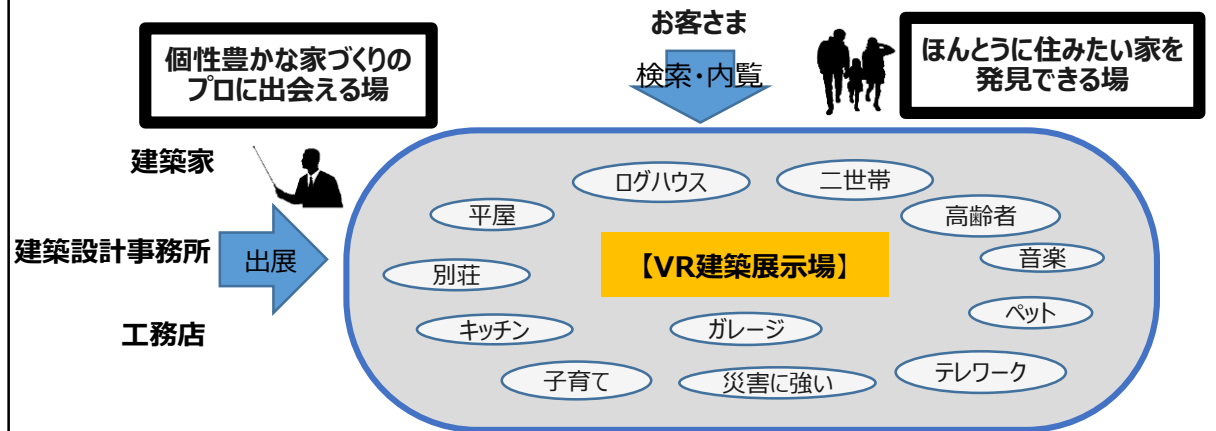 お客さま
個性豊かな家づくりの
プロに出会える場
検索・内覧
ほんとうに住みたい家を
発見できる場
建築家
建築設計事務所
工務店
出展
ログハウス
二世帯
平屋
高齢者
【VR建築展示場】
音楽
別荘
ペット
キッチン
ガレージ
テレワーク
子育て
災害に強い